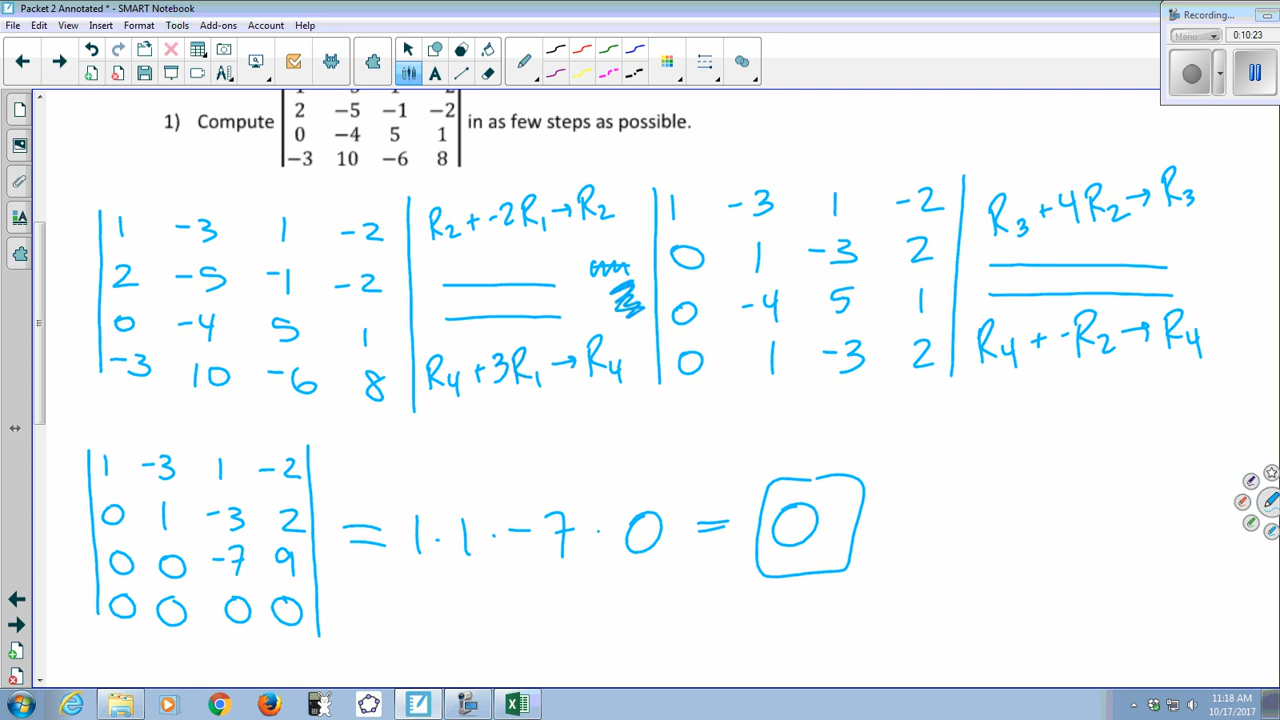 Packet 2 Annotated * - SMART Notebook
File Edit View Insert Format Tools Add-ons Account Help
Recording...
Menu
0:10:23
2 −5 −1 −2
1) Compute in as few steps as possible.
0 −4 5 1
−3 10 −6 8
1 -3 1 -2
2 -5 -1 -2
0 -4 5 1
-3 10 -6 8
R2 + -2R1 → R2
R4 + 3R1 → R4
1 -3 1 -2
0 1 -3 2
0 -4 5 1
0 1 -3 2
R3 + 4R2 → R3
R4 + -R2 → R4
1 -3 1 -2
0 1 -3 2
0 0 -7 9
0 0 0 0
= 1 · 1 · -7 · 0 = 0
11:18 AM
10/17/2017